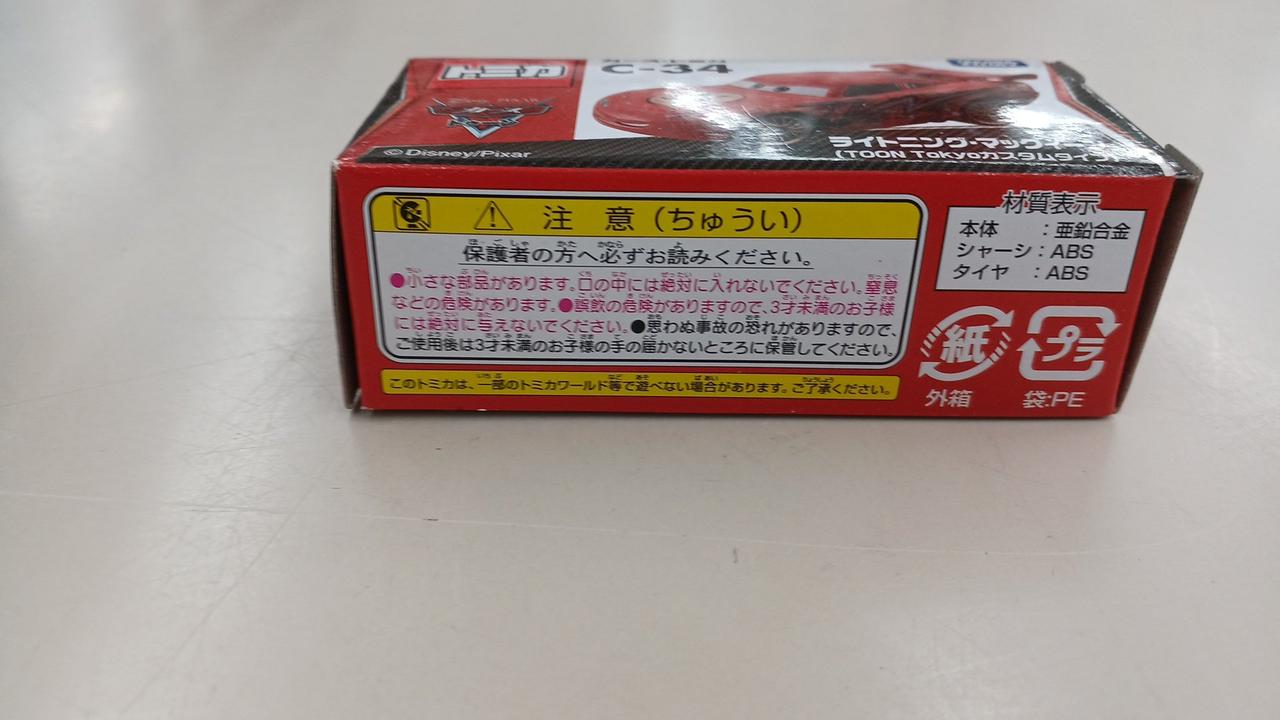 トミカ
C-34
カーズ
©Disney/Pixar
ライトニング・マックィ
(TOON Tokyoカスタムタイプ)
注 意(ちゅうい)
保護者の方へ必ずお読みください。
●小さな部品があります。口の中には絶対に入れないでください。窒息
などの危険があります。●誤飲の危険がありますので、3才未満のお子様
には絶対に与えないでください。●思わぬ事故の恐れがありますので、
ご使用後は3才未満のお子様の手の届かないところに保管してください。
このトミカは、一部のトミカワールド等で遊べない場合があります。ご了承ください。
材質表示
本体 :亜鉛合金
シャーシ:ABS
タイヤ :ABS
紙
プラ
外箱
袋:PE